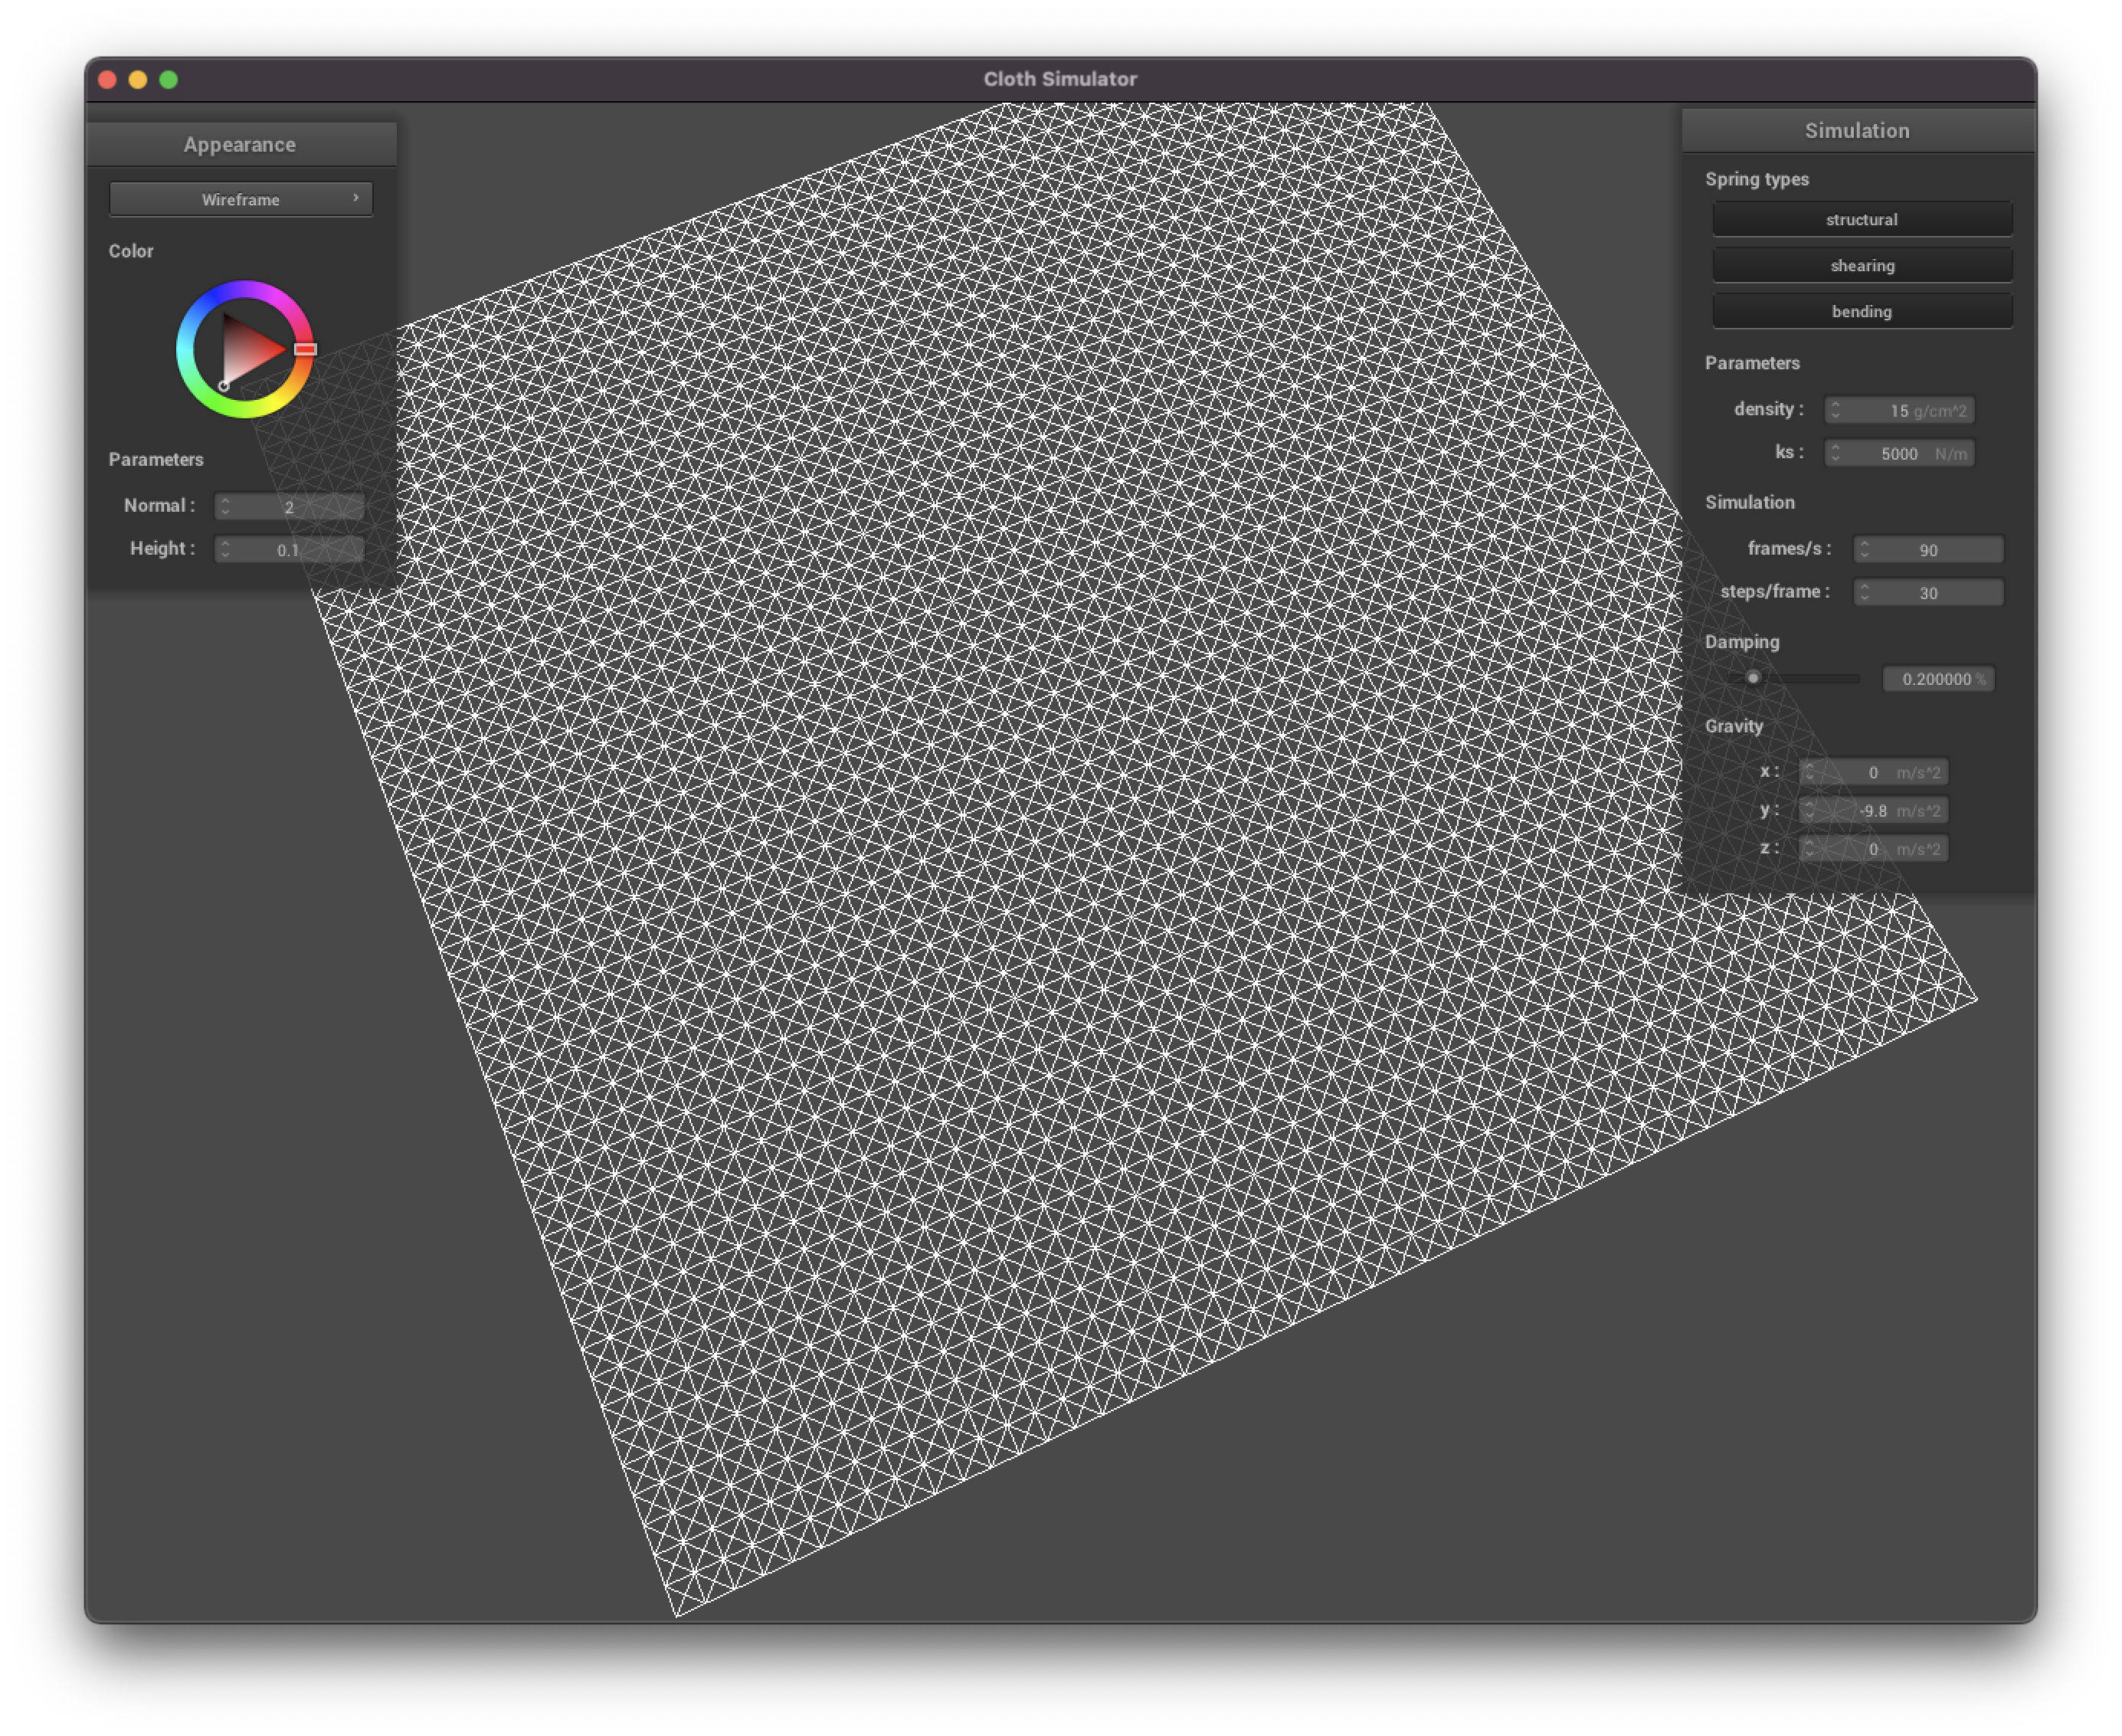 Cloth Simulator
Appearance
Wireframe
Color
Parameters
Normal : 2
Height : 0.1
Simulation
Spring types
structural
shearing
bending
Parameters
density : 15 g/cm^2
ks : 5000 N/m
Simulation
frames/s : 90
steps/frame : 30
Damping
0.200000 %
Gravity
x : 0 m/s^2
y : -9.8 m/s^2
z : 0 m/s^2